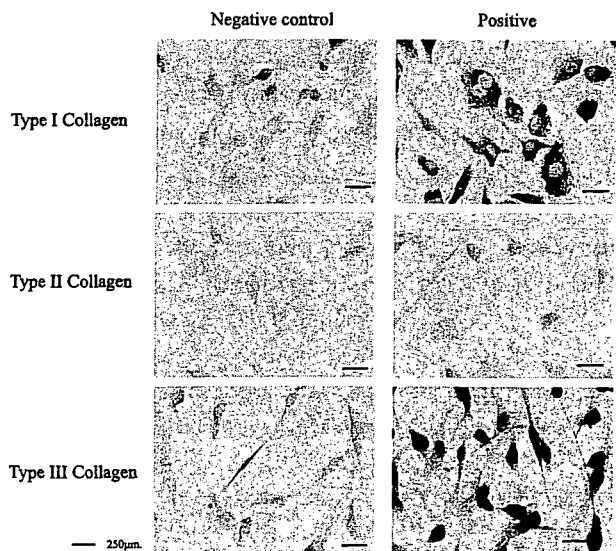 Negative control
Positive
Type I Collagen
Type II Collagen
Type III Collagen
250µm.